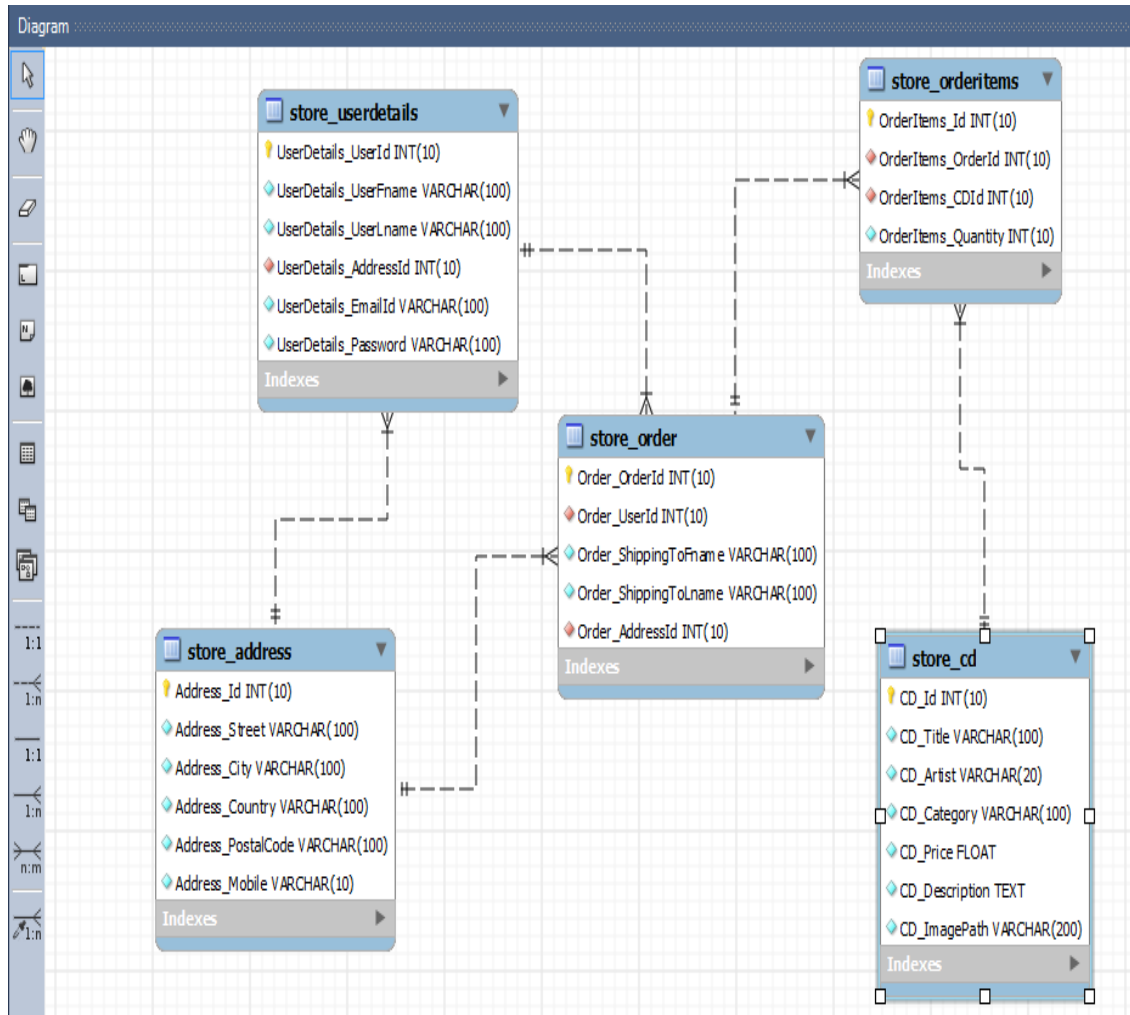 Diagram
store_userdetails
UserDetails_UserId INT(10)
UserDetails_UserFname VARCHAR(100)
UserDetails_UserLname VARCHAR(100)
UserDetails_AddressId INT(10)
UserDetails_EmailId VARCHAR(100)
UserDetails_Password VARCHAR(100)
Indexes
store_orderitems
OrderItems_Id INT(10)
OrderItems_OrderId INT(10)
OrderItems_CDId INT(10)
OrderItems_Quantity INT(10)
Indexes
store_order
Order_OrderId INT(10)
Order_UserId INT(10)
Order_ShippingToFname VARCHAR(100)
Order_ShippingToLname VARCHAR(100)
Order_AddressId INT(10)
Indexes
store_address
Address_Id INT(10)
Address_Street VARCHAR(100)
Address_City VARCHAR(100)
Address_Country VARCHAR(100)
Address_PostalCode VARCHAR(100)
Address_Mobile VARCHAR(10)
Indexes
store_cd
CD_Id INT(10)
CD_Title VARCHAR(100)
CD_Artist VARCHAR(20)
CD_Category VARCHAR(100)
CD_Price FLOAT
CD_Description TEXT
CD_ImagePath VARCHAR(200)
Indexes
L
N
1:1
1:n
1:1
1:n
n:m
1:n